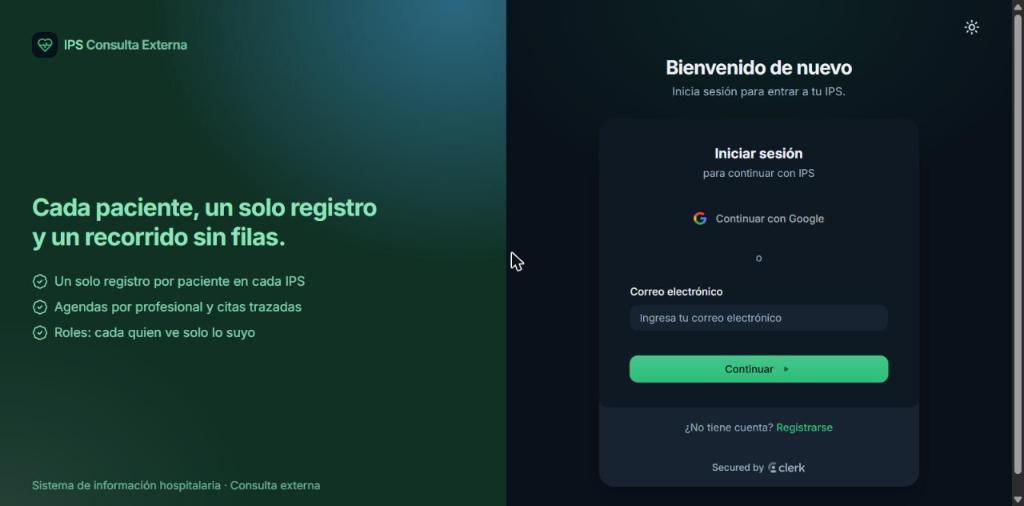 IPS Consulta Externa
Cada paciente, un solo registro
y un recorrido sin filas.
Un solo registro por paciente en cada IPS
Agendas por profesional y citas trazadas
Roles: cada quien ve solo lo suyo
Sistema de información hospitalaria · Consulta externa
Bienvenido de nuevo
Inicia sesión para entrar a tu IPS.
Iniciar sesión
para continuar con IPS
Continuar con Google
o
Correo electrónico
Ingresa tu correo electrónico
Continuar
¿No tiene cuenta? Registrarse
Secured by clerk